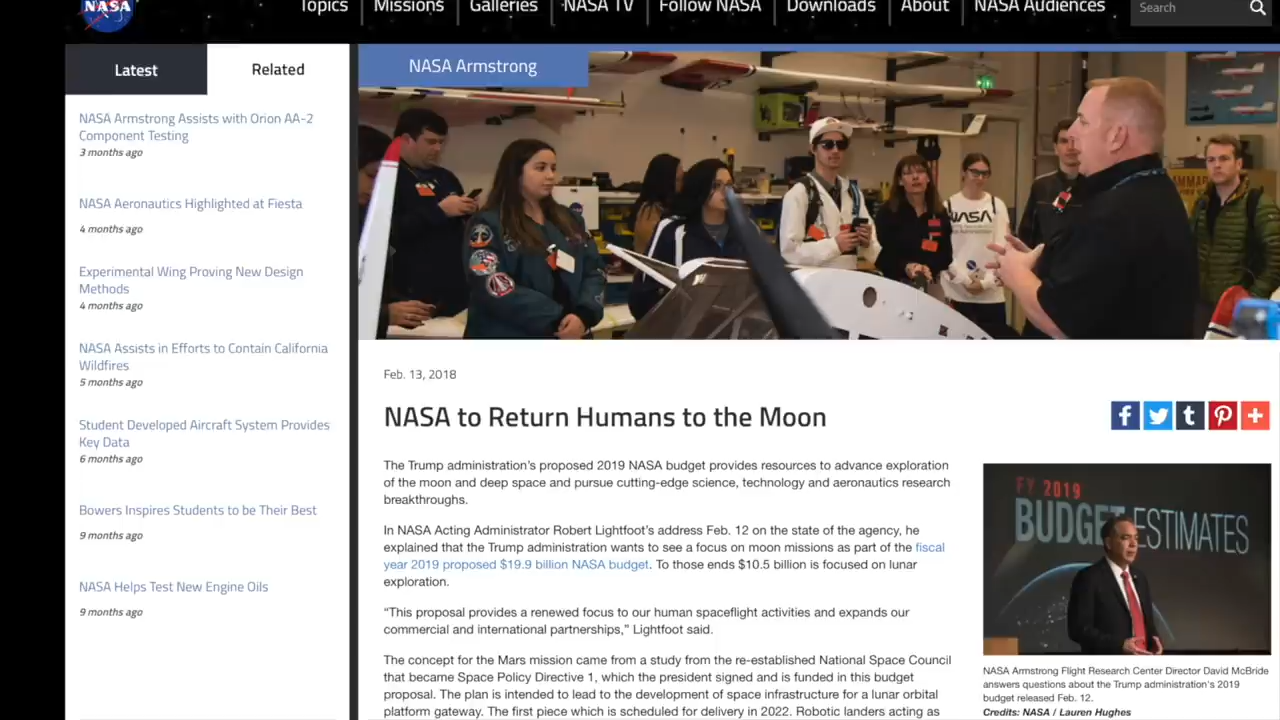 NASA
Topics
Missions
Galleries
NASA TV
Follow NASA
Downloads
About
NASA Audiences
Search
Latest
Related
NASA Armstrong Assists with Orion AA-2
Component Testing
3 months ago
NASA Aeronautics Highlighted at Fiesta
4 months ago
Experimental Wing Proving New Design
Methods
4 months ago
NASA Assists in Efforts to Contain California
Wildfires
5 months ago
Student Developed Aircraft System Provides
Key Data
6 months ago
Bowers Inspires Students to be Their Best
9 months ago
NASA Helps Test New Engine Oils
9 months ago
NASA Armstrong
NASA
Feb. 13, 2018
NASA to Return Humans to the Moon
The Trump administration's proposed 2019 NASA budget provides resources to advance exploration
of the moon and deep space and pursue cutting-edge science, technology and aeronautics research
breakthroughs.
In NASA Acting Administrator Robert Lightfoot's address Feb. 12 on the state of the agency, he
explained that the Trump administration wants to see a focus on moon missions as part of the fiscal
year 2019 proposed $19.9 billion NASA budget. To those ends $10.5 billion is focused on lunar
exploration.
“This proposal provides a renewed focus to our human spaceflight activities and expands our
commercial and international partnerships,” Lightfoot said.
The concept for the Mars mission came from a study from the re-established National Space Council
that became Space Policy Directive 1, which the president signed and is funded in this budget
proposal. The plan is intended to lead to the development of space infrastructure for a lunar orbital
platform gateway. The first piece which is scheduled for delivery in 2022. Robotic landers acting as
FY 2019
BUDGET ESTIMATES
NASA Armstrong Flight Research Center Director David McBride
answers questions about the Trump administration's 2019
budget released Feb. 12.
Credits: NASA / Lauren Hughes